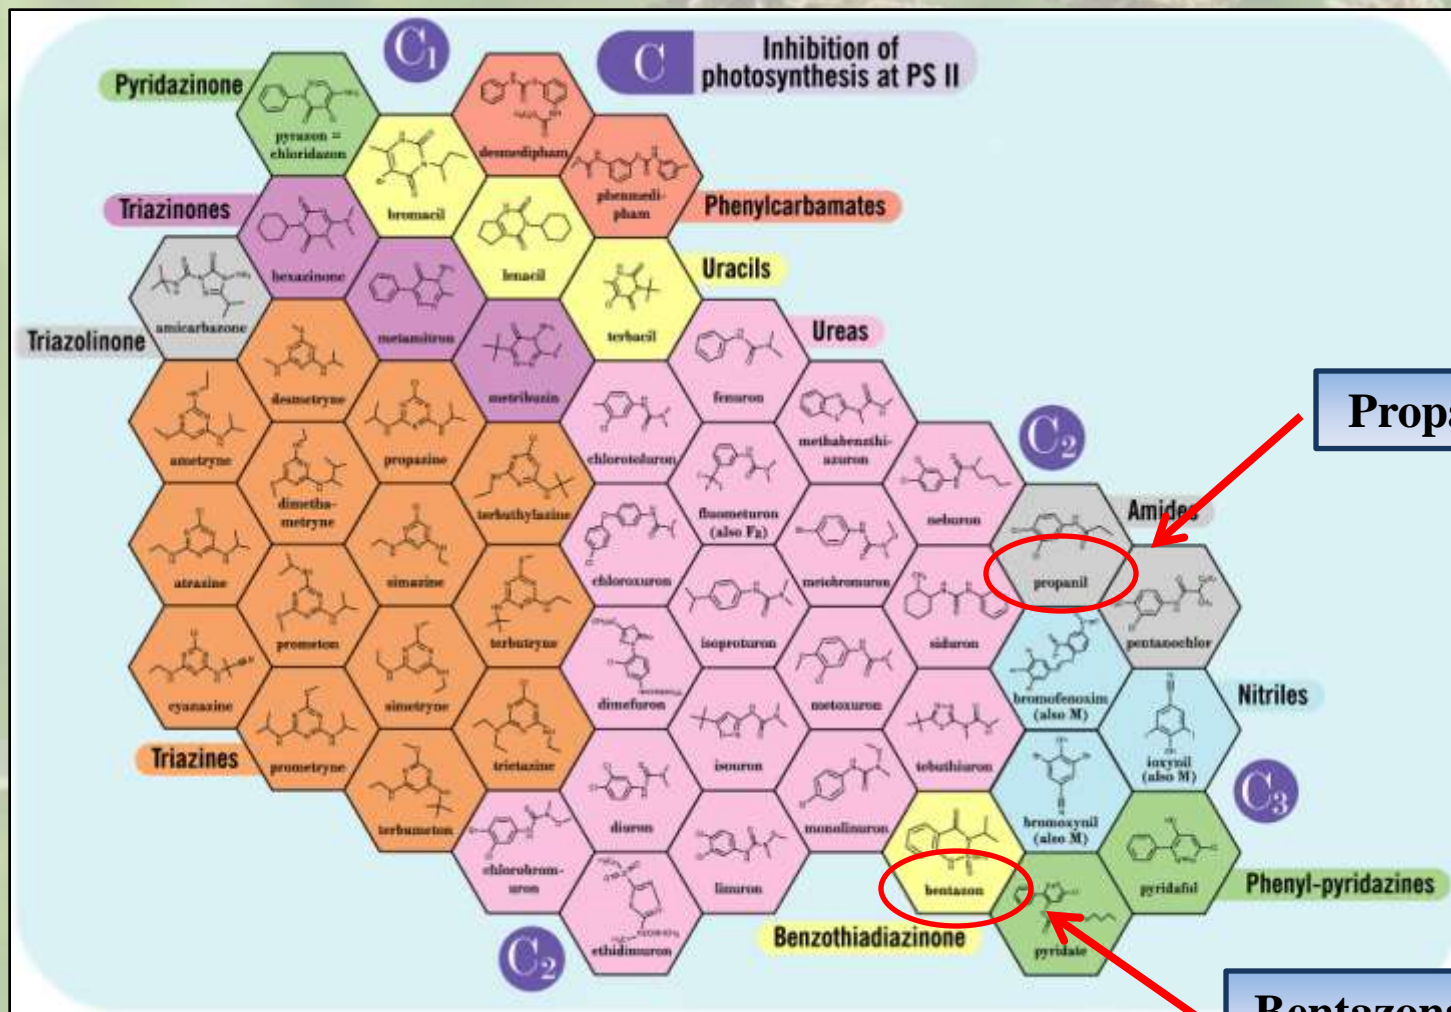 C₁
C
Inhibition of
photosynthesis at PS II
Pyridazinone
pyrazon =
chloridazon
desmedipham
bromacil
phenmedi-
pham
Triazinones
Phenylcarbamates
hexazinone
lenacil
Uracils
amicarbazone
metamitron
terbacil
Triazolinone
Ureas
desmetryne
metribuzin
fenuron
Propa
ametryne
propazine
chlorotoluron
methabenzthi-
azuron
C₂
dimetha-
metryne
terbuthylazine
fluometuron
(also F₃)
neburon
Amides
atrazine
simazine
chloroxuron
metobromuron
propanil
prometon
terbutryne
isoproturon
siduron
pentanochlor
cyanazine
simetryne
dimefuron
metoxuron
bromofenoxim
(also M)
Nitriles
Triazines
prometryne
trietazine
isouron
tebuthiuron
ioxynil
(also M)
C₃
terbumeton
diuron
monolinuron
bromoxynil
(also M)
chlorobrom-
uron
linuron
bentazon
pyridafol
Phenyl-pyridazines
C₂
ethidimuron
Benzothiadiazinone
pyridate
Bentazons